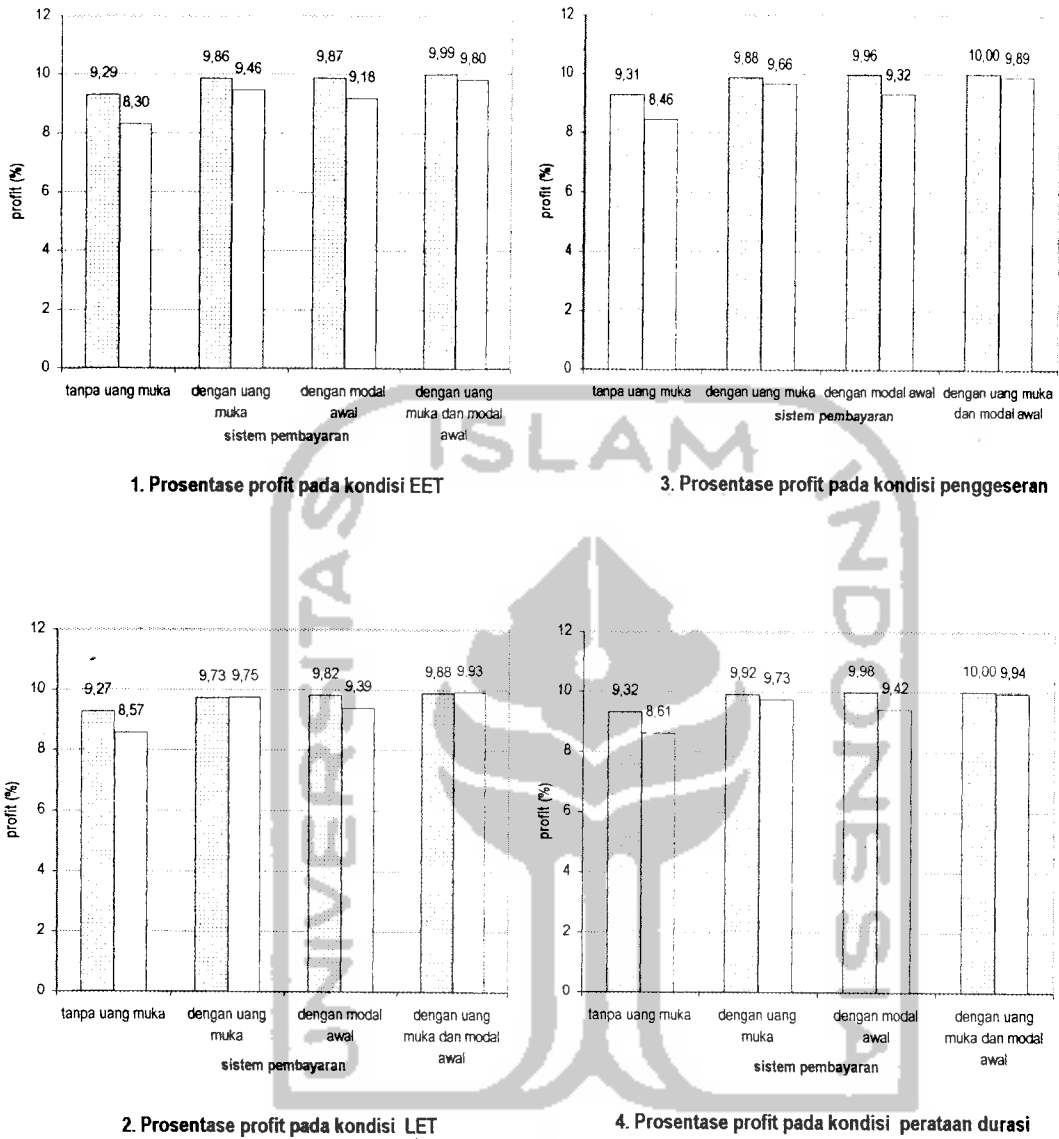 12
10
8
6
4
2
0
profit (%)
9,29
8,30
9,86
9,46
9,87
9,18
9,99
9,80
tanpa uang muka
dengan uang
muka
dengan modal
awal
dengan uang
muka dan modal
awal
sistem pembayaran
1. Prosentase profit pada kondisi EET
12
10
8
6
4
2
0
profit (%)
9,31
8,46
9,88
9,66
9,96
9,32
10,00
9,89
tanpa uang muka
dengan uang muka
dengan modal awal
dengan uang muka
dan modal awal
sistem pembayaran
3. Prosentase profit pada kondisi penggeseran
12
10
8
6
4
2
0
profit (%)
9,27
8,57
9,73
9,75
9,82
9,39
9,88
9,93
tanpa uang muka
dengan uang
muka
dengan modal
awal
dengan uang
muka dan modal
awal
sistem pembayaran
2. Prosentase profit pada kondisi LET
12
10
8
6
4
2
0
profit (%)
9,32
8,61
9,92
9,73
9,98
9,42
10,00
9,94
tanpa uang muka
dengan uang
muka
dengan modal
awal
dengan uang
muka dan modal
awal
sistem pembayaran
4. Prosentase profit pada kondisi perataan durasi
UNIVERSITAS
ISLAM
INDONESIA